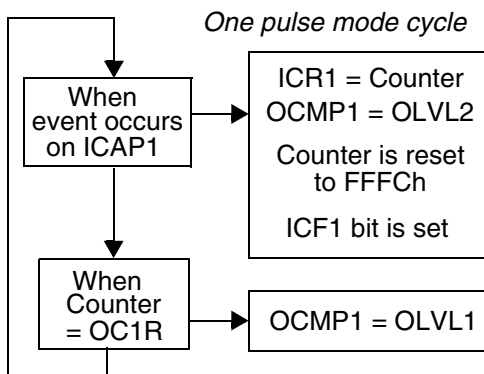 One pulse mode cycle
When
event occurs
on ICAP1
ICR1 = Counter
OCMP1 = OLVL2
Counter is reset
to FFFCh
ICF1 bit is set
When
Counter
= OC1R
OCMP1 = OLVL1